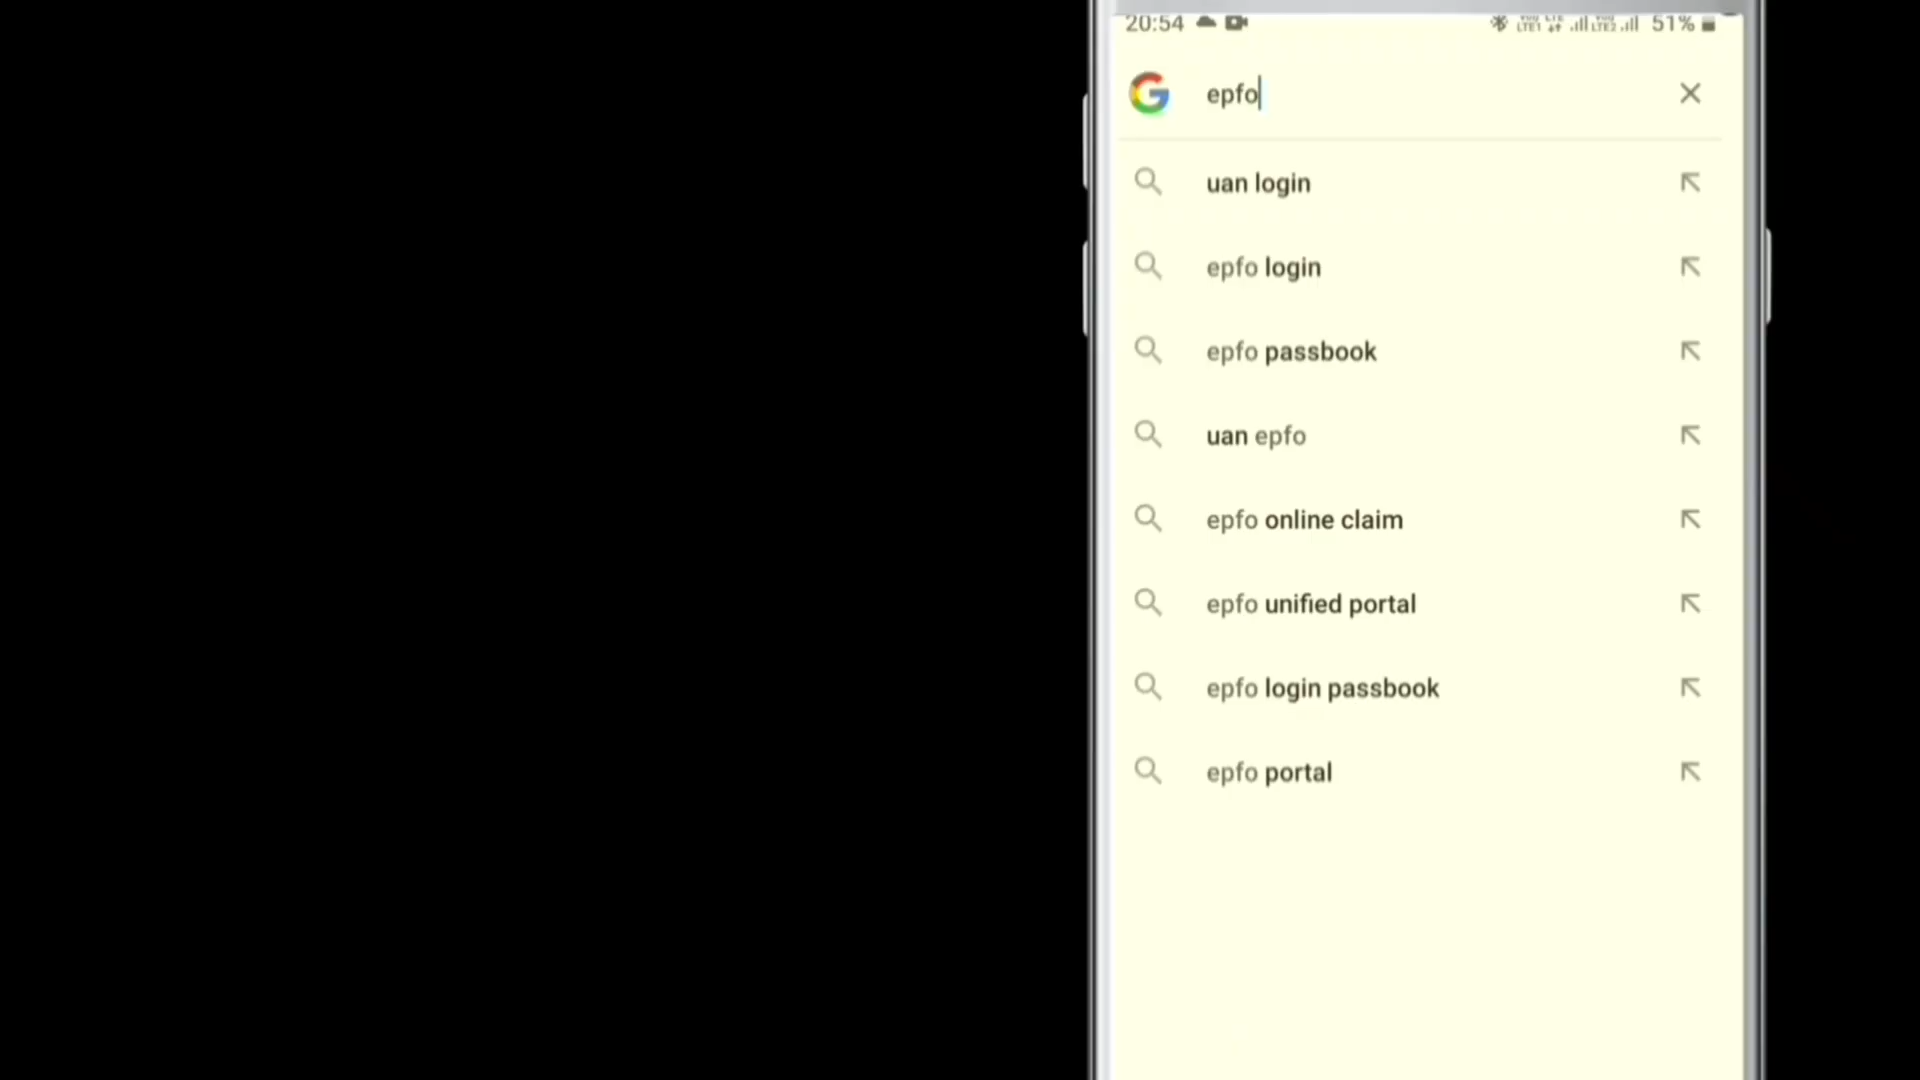 20:54 51%
epfo
uan login
epfo login
epfo passbook
uan epfo
epfo online claim
epfo unified portal
epfo login passbook
epfo portal